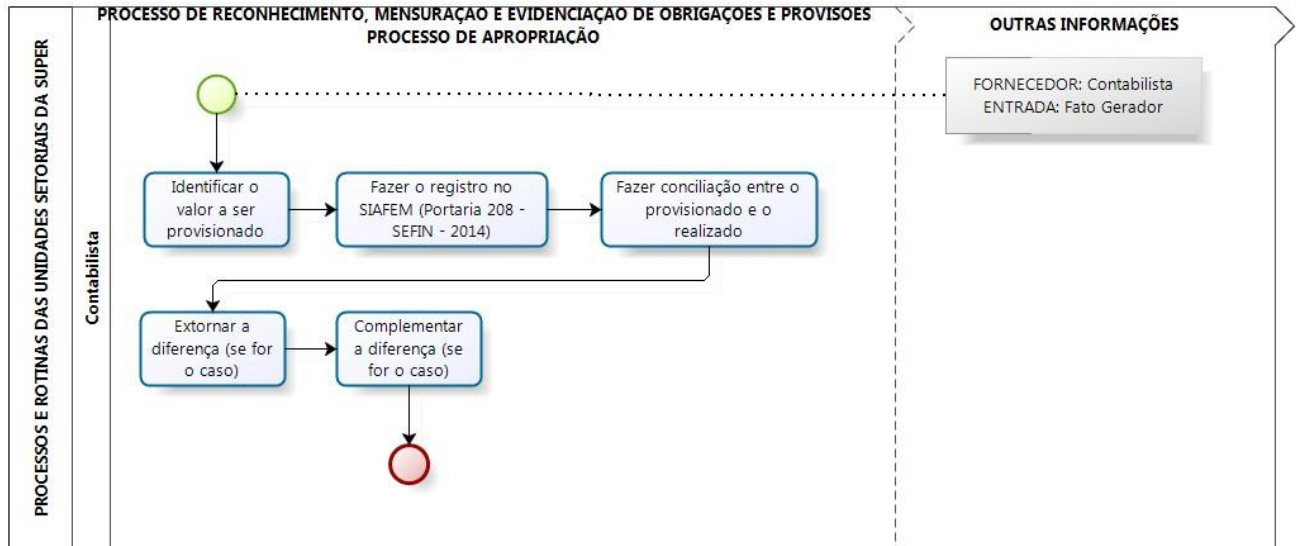 PROCESSO DE RECONHECIMENTO, MENSURAÇÃO E EVIDENCIAÇÃO DE OBRIGAÇÕES E PROVISÕES
PROCESSO DE APROPRIAÇÃO
OUTRAS INFORMAÇÕES
PROCESSOS E ROTINAS DAS UNIDADES SETORIAIS DA SUPER
Contabilista
FORNECEDOR: Contabilista
ENTRADA: Fato Gerador
Identificar o
valor a ser
provisionado
Fazer o registro no
SIAFEM (Portaria 208 -
SEFIN - 2014)
Fazer conciliação entre o
provisionado e o
realizado
Extornar a
diferença (se for
o caso)
Complementar
a diferença (se
for o caso)